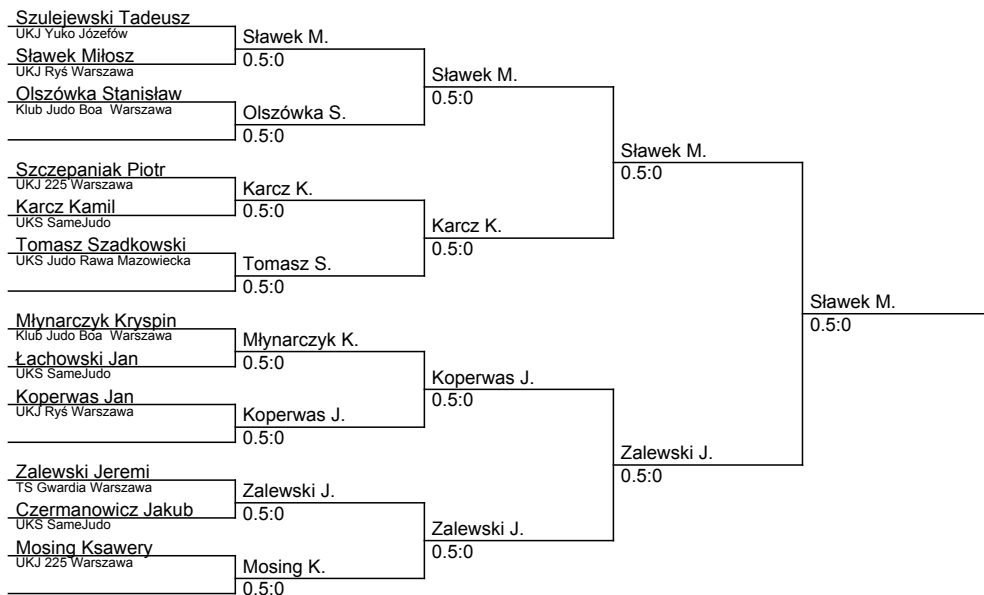 Szulejewski Tadeusz
UKJ Yuko Józefów
Sławek Miłosz
UKJ Ryś Warszawa
Olszówka Stanisław
Klub Judo Boa  Warszawa
Szczepaniak Piotr
UKJ 225 Warszawa
Karcz Kamil
UKS SameJudo
Tomasz Szadkowski
UKS Judo Rawa Mazowiecka
Młynarczyk Kryspin
Klub Judo Boa  Warszawa
Łachowski Jan
UKS SameJudo
Koperwas Jan
UKJ Ryś Warszawa
Zalewski Jeremi
TS Gwardia Warszawa
Czermanowicz Jakub
UKS SameJudo
Mosing Ksawery
UKJ 225 Warszawa
Sławek M.
0.5:0
Olszówka S.
0.5:0
Karcz K.
0.5:0
Tomasz S.
0.5:0
Młynarczyk K.
0.5:0
Koperwas J.
0.5:0
Zalewski J.
0.5:0
Mosing K.
0.5:0
Sławek M.
0.5:0
Karcz K.
0.5:0
Koperwas J.
0.5:0
Zalewski J.
0.5:0
Sławek M.
0.5:0
Zalewski J.
0.5:0
Sławek M.
0.5:0